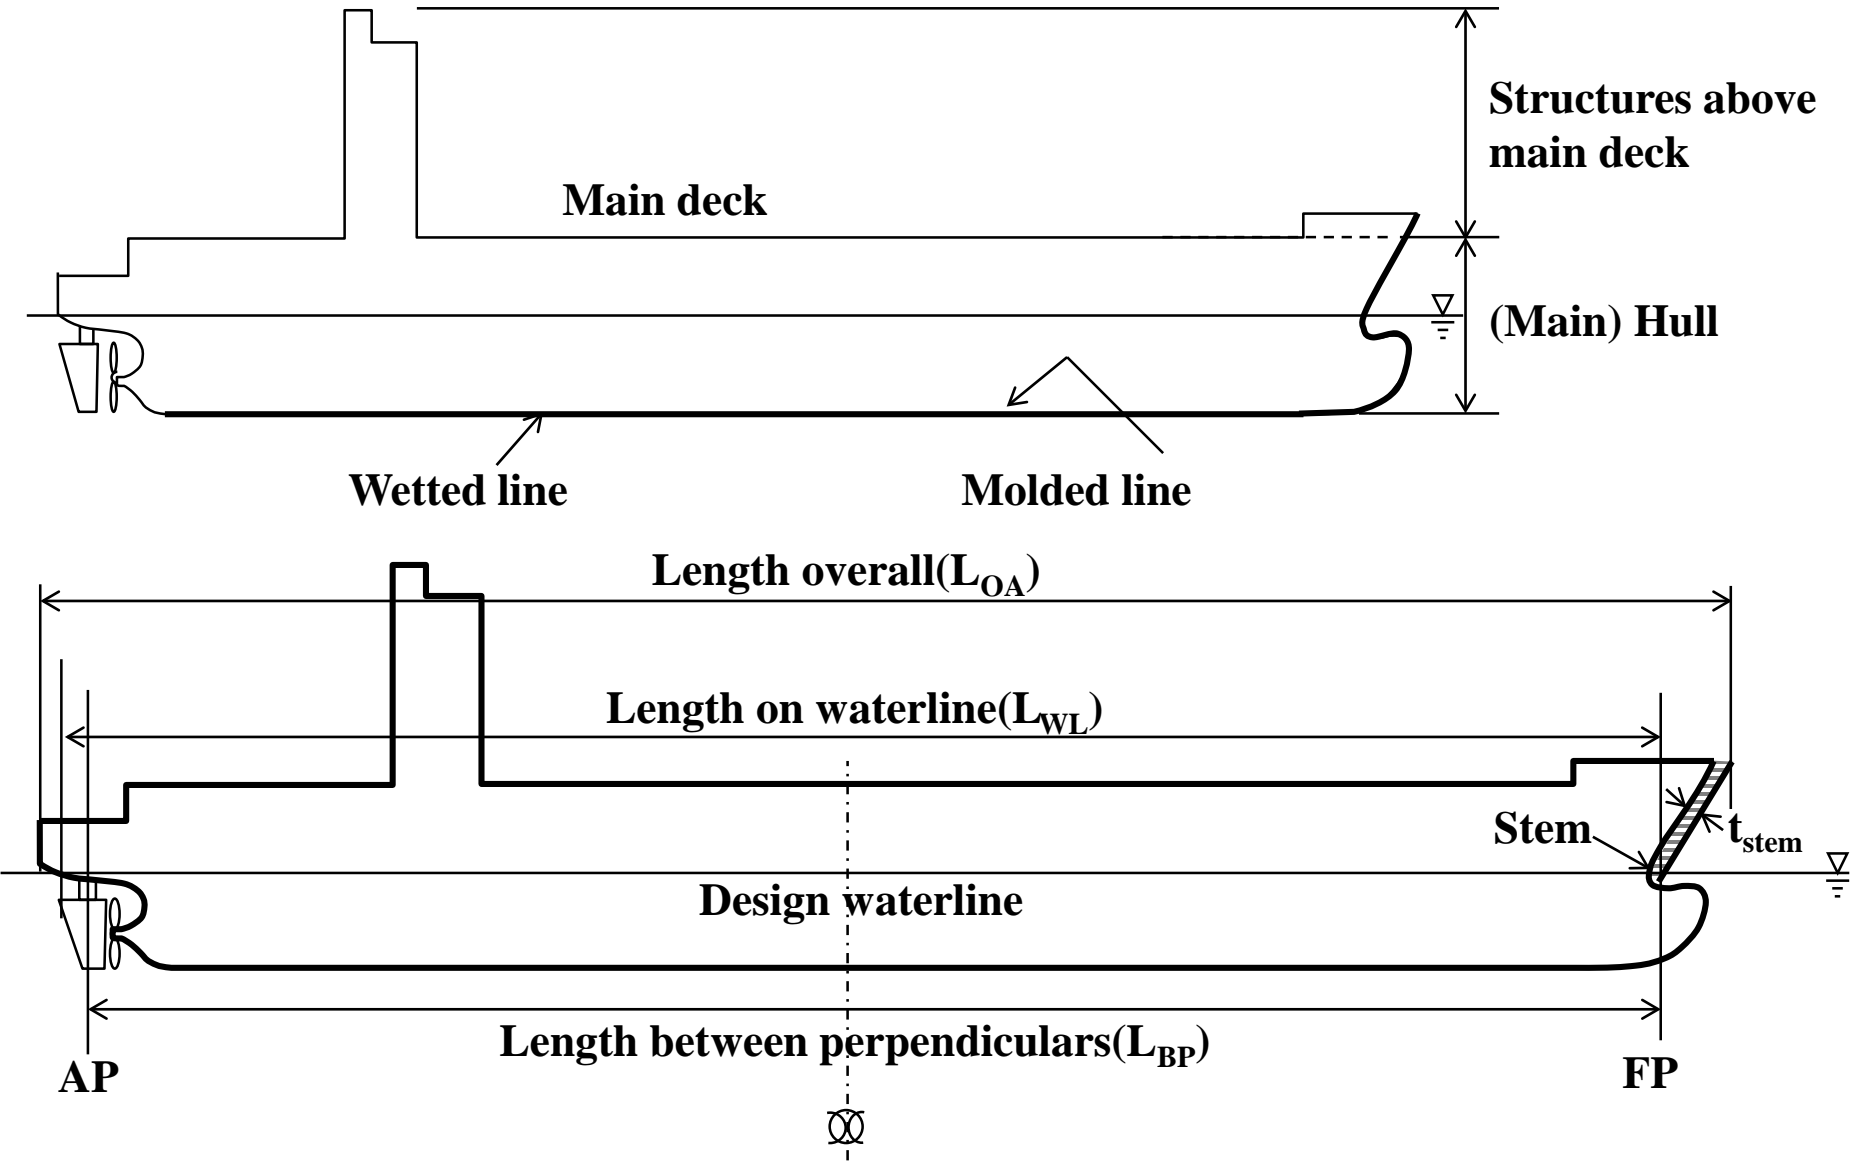 Structures above
main deck
Main deck
(Main) Hull
Wetted line
Molded line
Length overall(LOA)
Length on waterline(LWL)
Stem
tstem
Design waterline
Length between perpendiculars(LBP)
AP
FP